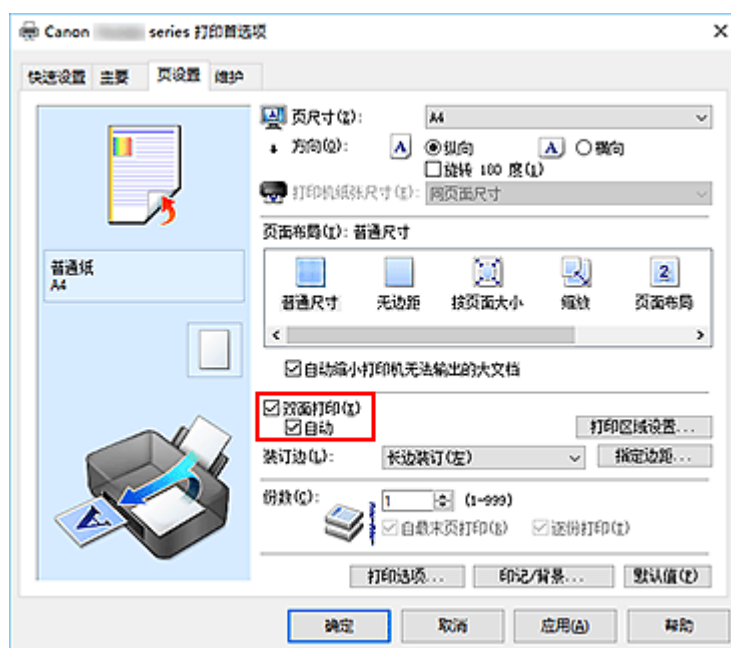 Canon series 打印首选项
快速设置 主要 页设置 维护
页尺寸(Z): A4
方向(O): A 纵向 A 横向
旋转 180 度(L)
打印机纸张尺寸(E): 同页面尺寸
页面布局(I): 普通尺寸
普通纸
A4
2
普通尺寸 无边距 按页面大小 缩放 页面布局
自动缩小打印机无法输出的大文档
双面打印(X)
自动 打印区域设置...
装订边(L): 长边装订(左) 指定边距...
份数(C): 1 (1-999)
自最末页打印(B) 逐份打印(T)
A
打印选项... 印记/背景... 默认值(P)
确定 取消 应用(A) 帮助